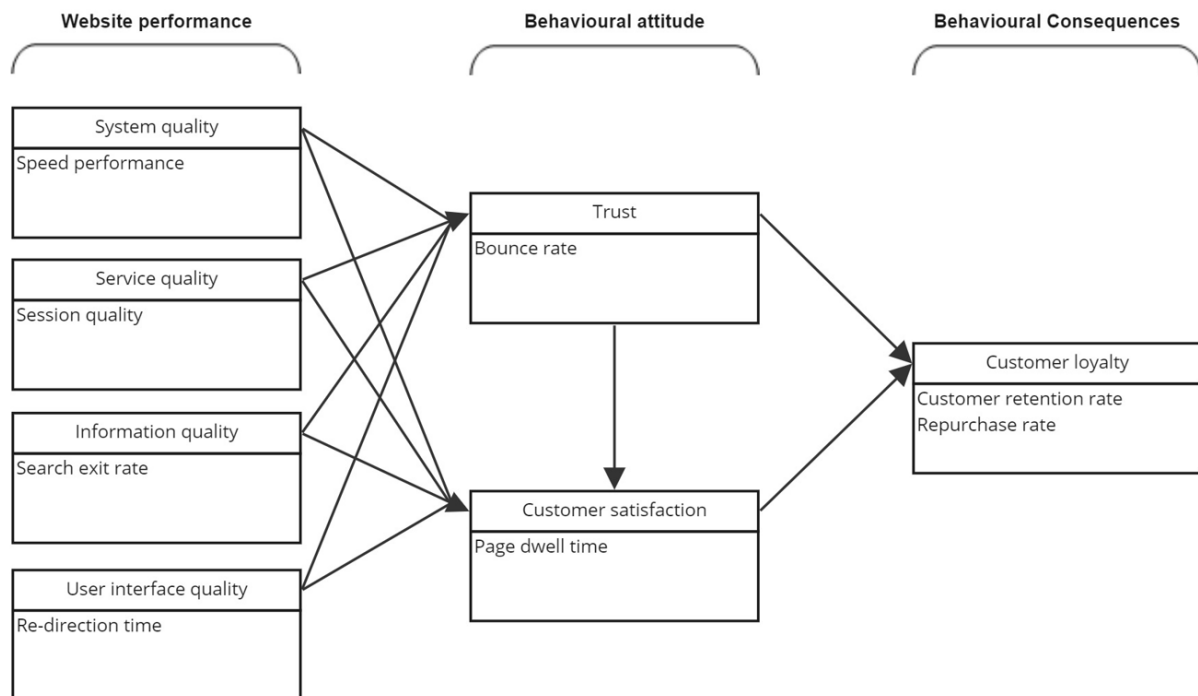 Website performance
Behavioural attitude
Behavioural Consequences
System quality
Speed performance
Service quality
Session quality
Information quality
Search exit rate
User interface quality
Re-direction time
Trust
Bounce rate
Customer satisfaction
Page dwell time
Customer loyalty
Customer retention rate
Repurchase rate